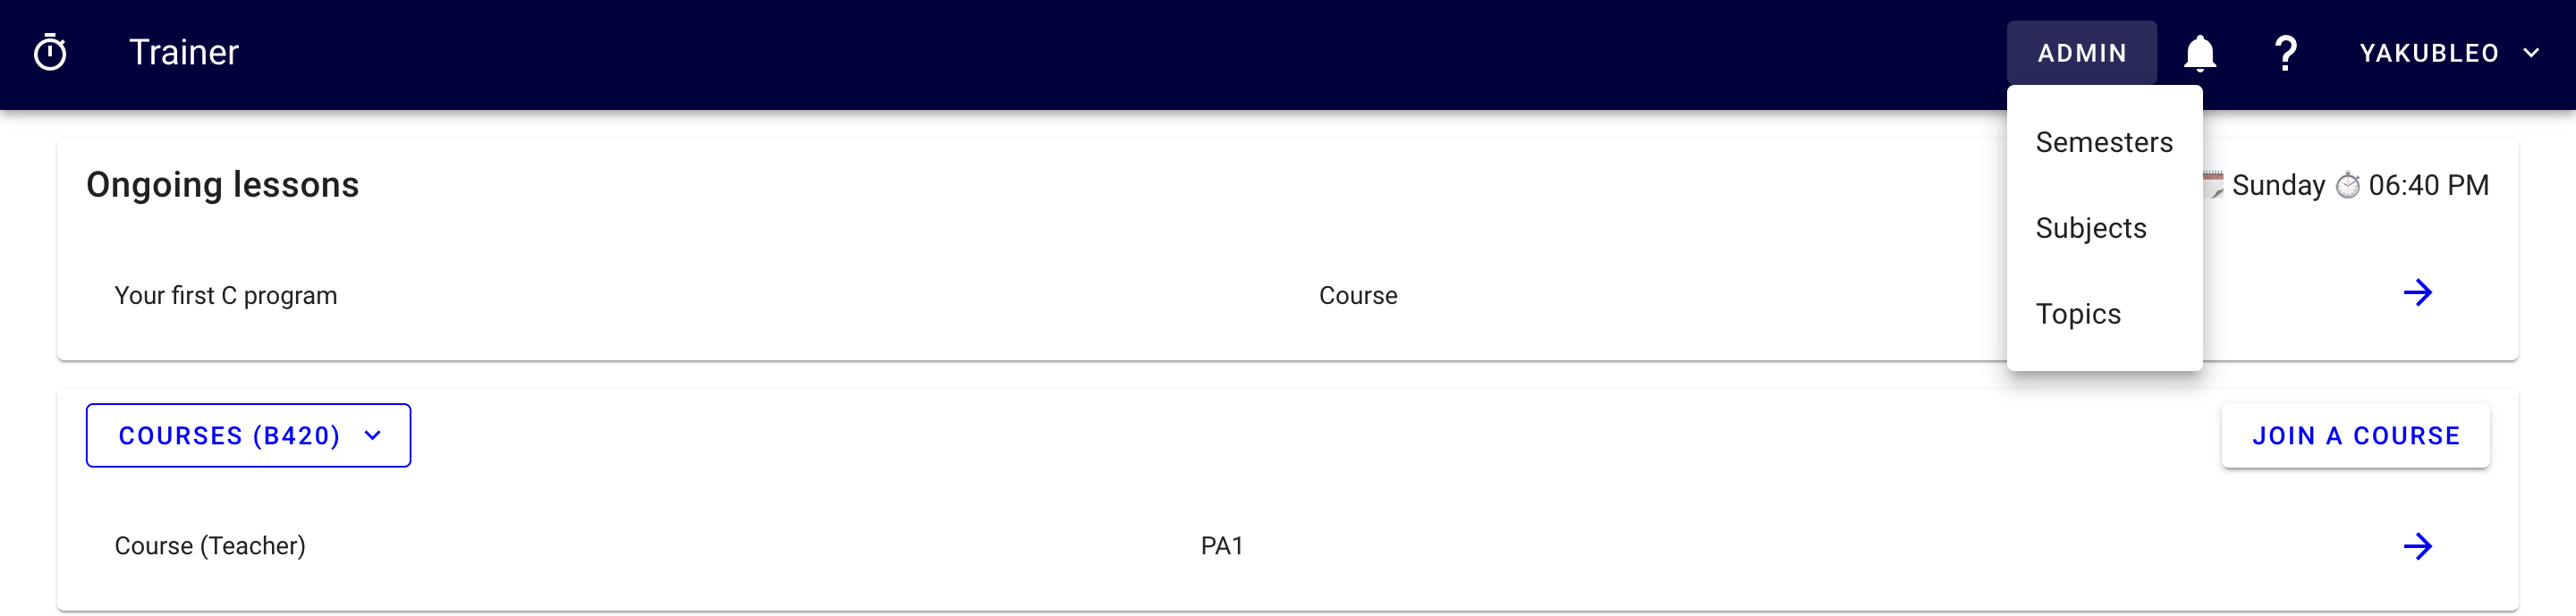 Trainer
ADMIN
YAKUBLEO
Semesters
Subjects
Topics
Ongoing lessons
Sunday 06:40 PM
Your first C program
Course
COURSES (B420)
JOIN A COURSE
Course (Teacher)
PA1